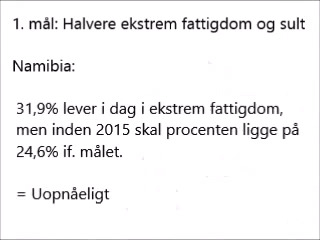 1. mål: Halvere ekstrem fattigdom og sult
Namibia:
31,9% lever i dag i ekstrem fattigdom,
men inden 2015 skal procenten ligge på
24,6% if. målet.
= Uopnåeligt